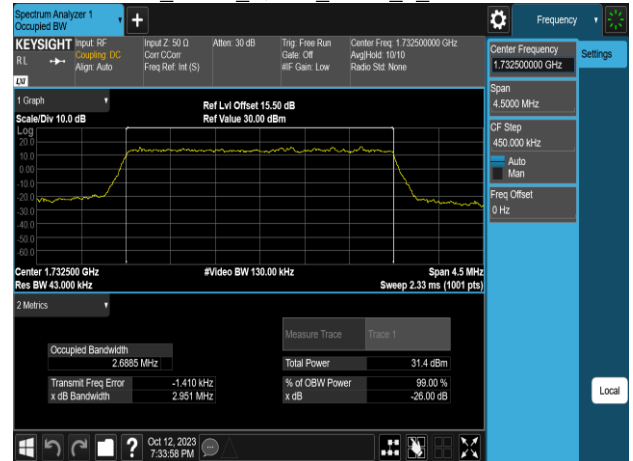 Spectrum Analyzer 1
Occupied BW
+
Frequency
KEYSIGHT
RL
LXI
Input: RF
Coupling: DC
Align: Auto
Input Z: 50 Ω
Corr CCorr
Freq Ref: Int (S)
Atten: 30 dB
Trig: Free Run
Gate: Off
#IF Gain: Low
Center Freq: 1.732500000 GHz
Avg|Hold: 10/10
Radio Std: None
Center Frequency
1.732500000 GHz
Settings
Span
4.5000 MHz
CF Step
450.000 kHz
Auto
Man
Freq Offset
0 Hz
1 Graph
Scale/Div 10.0 dB
Ref Lvl Offset 15.50 dB
Ref Value 30.00 dBm
Log
20.0
10.0
0.00
-10.0
-20.0
-30.0
-40.0
-50.0
-60.0
Center 1.732500 GHz
#Video BW 130.00 kHz
Span 4.5 MHz
Res BW 43.000 kHz
Sweep 2.33 ms (1001 pts)
2 Metrics
Measure Trace
Trace 1
Occupied Bandwidth
2.6885 MHz
Total Power
31.4 dBm
Transmit Freq Error
-1.410 kHz
% of OBW Power
99.00 %
x dB Bandwidth
2.951 MHz
x dB
-26.00 dB
Local
?
Oct 12, 2023
7:33:58 PM